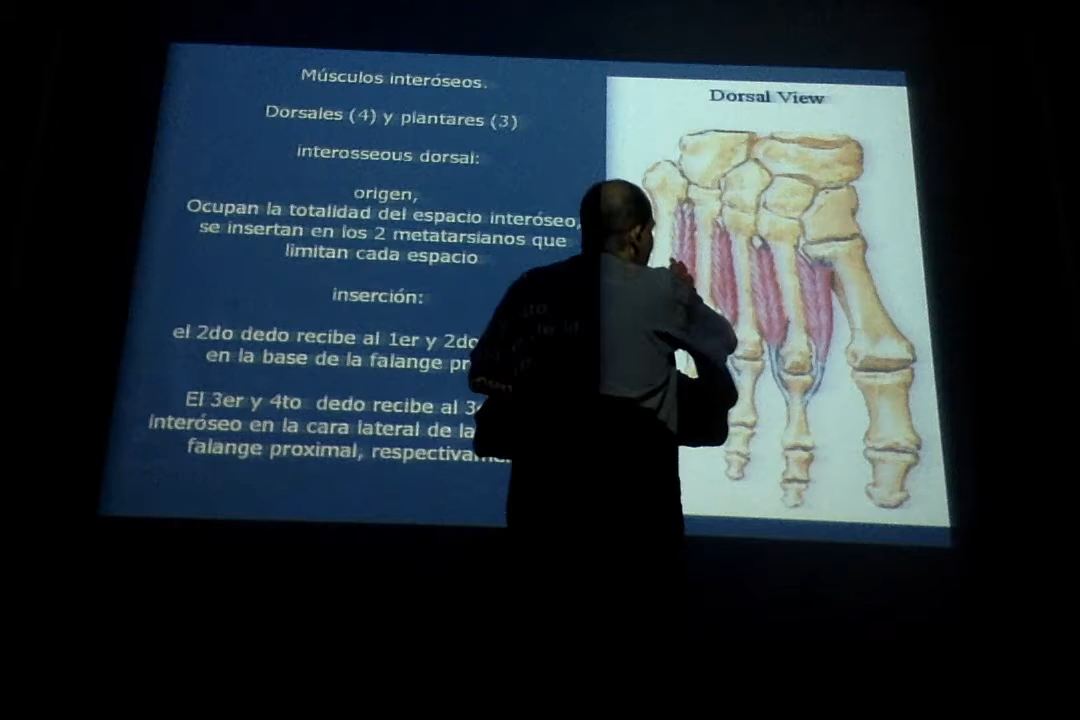 Músculos interóseos.
Dorsales (4) y plantares (3)
interosseous dorsal:
origen,
Ocupan la totalidad del espacio interóseo,
se insertan en los 2 metatarsianos que
limitan cada espacio
inserción:
el 2do dedo recibe al 1er y 2do
en la base de la falange
El 3er y 4to dedo recibe al
interóseo en la cara lateral de la
falange proximal,
Dorsal View